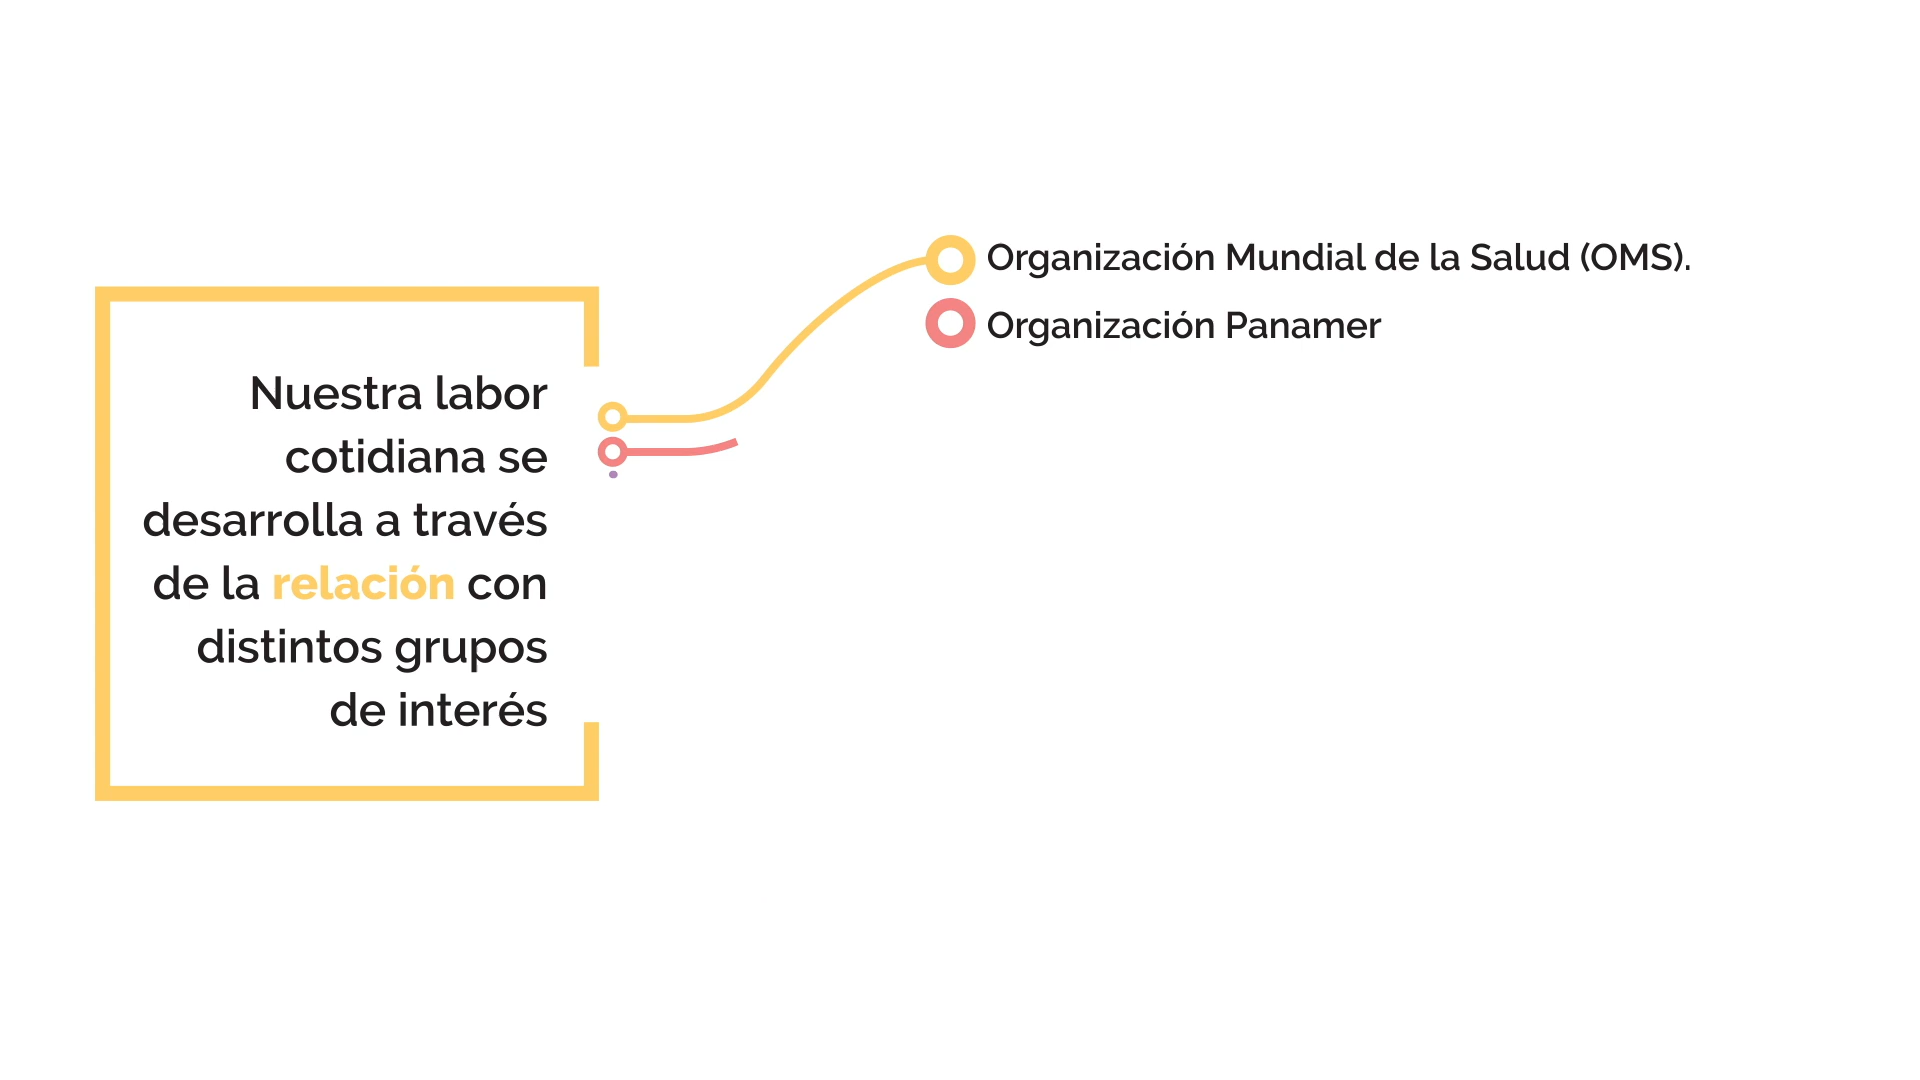 Nuestra labor
cotidiana se
desarrolla a través
de la relación con
distintos grupos
de interés
Organización Mundial de la Salud (OMS).
Organización Panamer